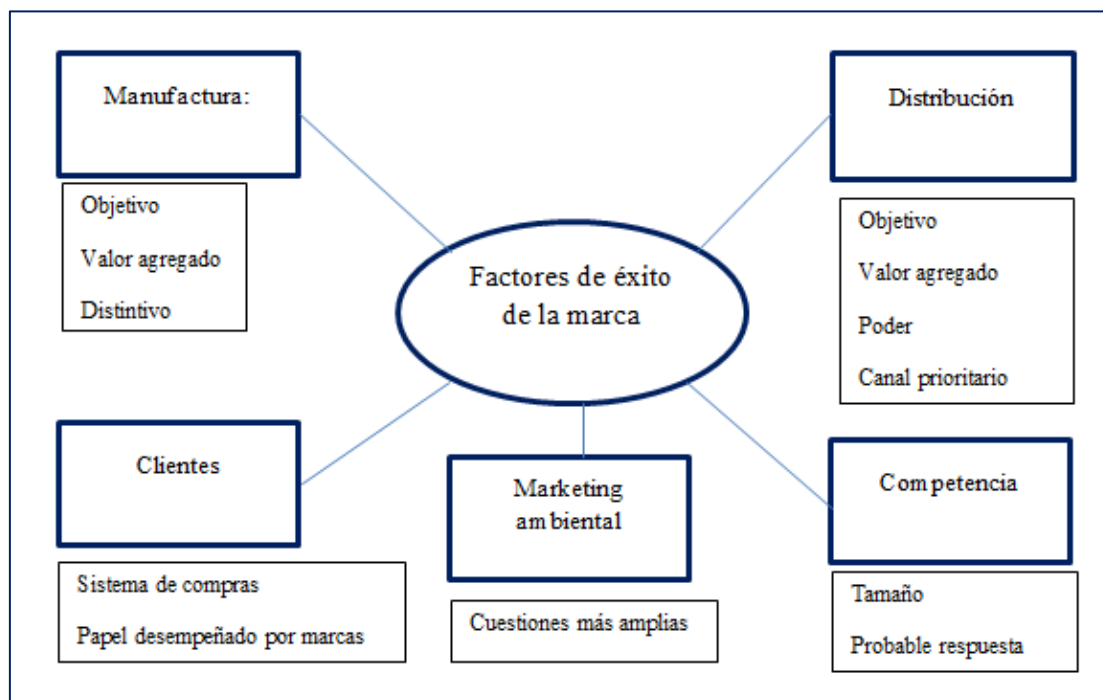 Manufactura:
Objetivo
Valor agregado
Distintivo
Distribución
Objetivo
Valor agregado
Poder
Canal prioritario
Factores de éxito
de la marca
Clientes
Sistema de compras
Papel desempeñado por marcas
Marketing
ambiental
Cuestiones más amplias
Competencia
Tamaño
Probable respuesta